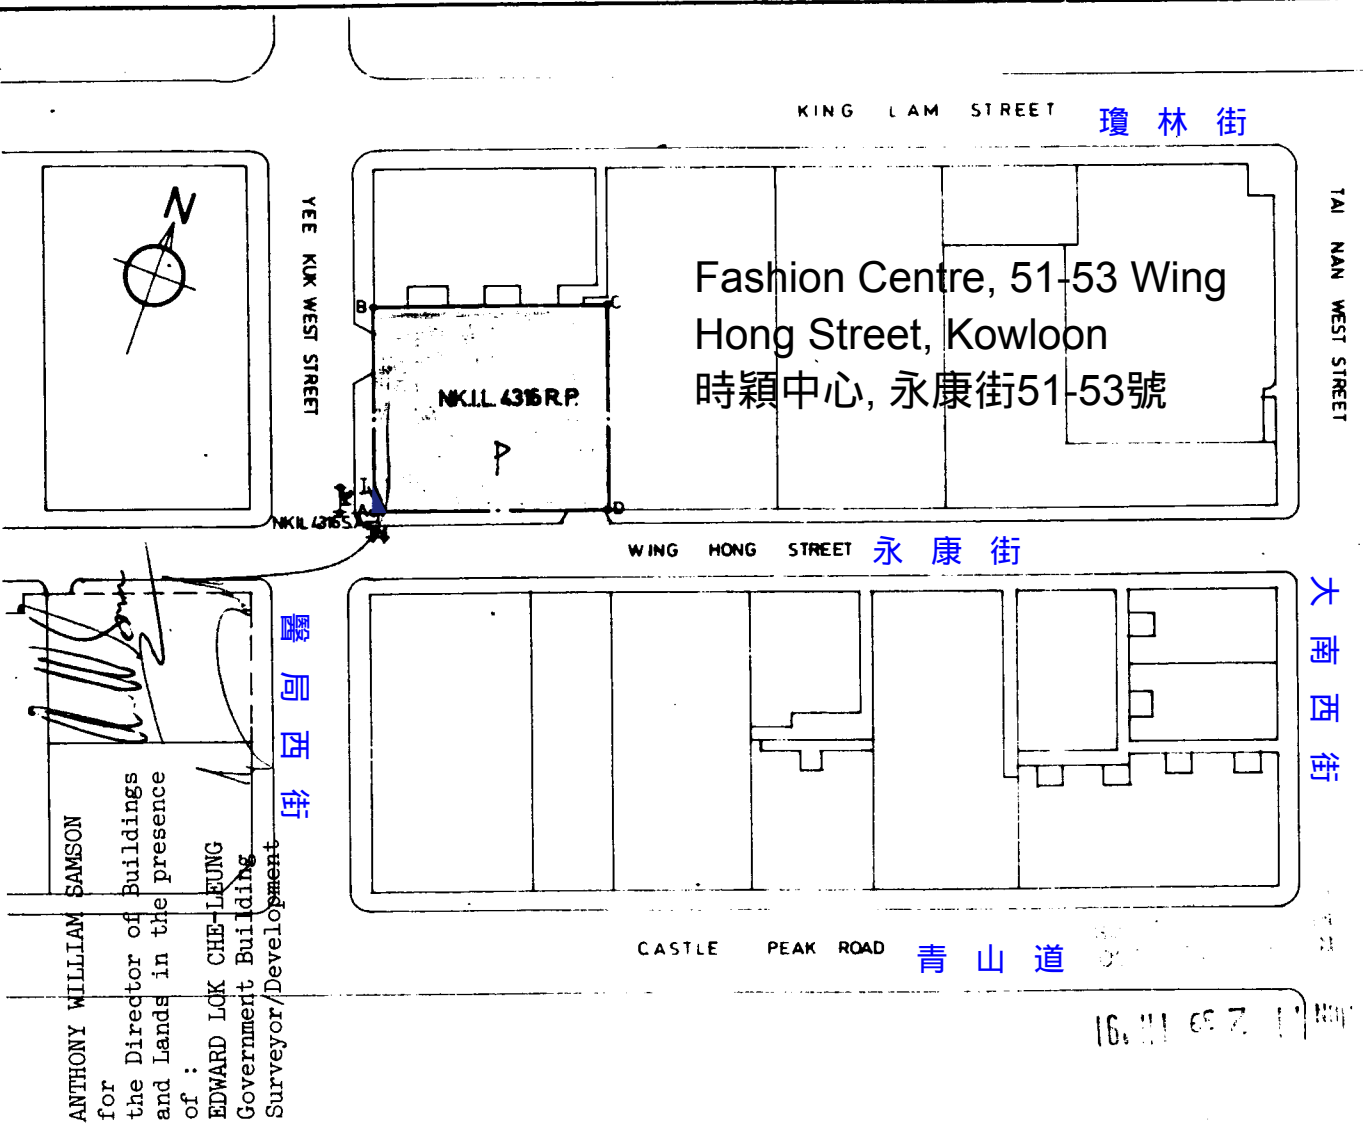 KING LAM STREET 瓊林街
N
YEE KUK WEST STREET
TAI NAN WEST STREET
Fashion Centre, 51-53 Wing
Hong Street, Kowloon
時穎中心, 永康街51-53號
B
C
N.K.I.L. 4316 R.P.
P
I
A
D
NKIL 4316 S.A
WING HONG STREET 永康街
醫局西街
大南西街
CASTLE PEAK ROAD 青山道
ANTHONY WILLIAM SAMSON
for
the Director of Buildings
and Lands in the presence
of :
EDWARD LOK CHE-LEUNG
Government Building
Surveyor/Development